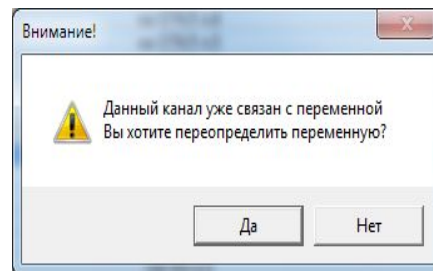 Внимание!
Данный канал уже связан с переменной
Вы хотите переопределить переменную?
Да
Нет